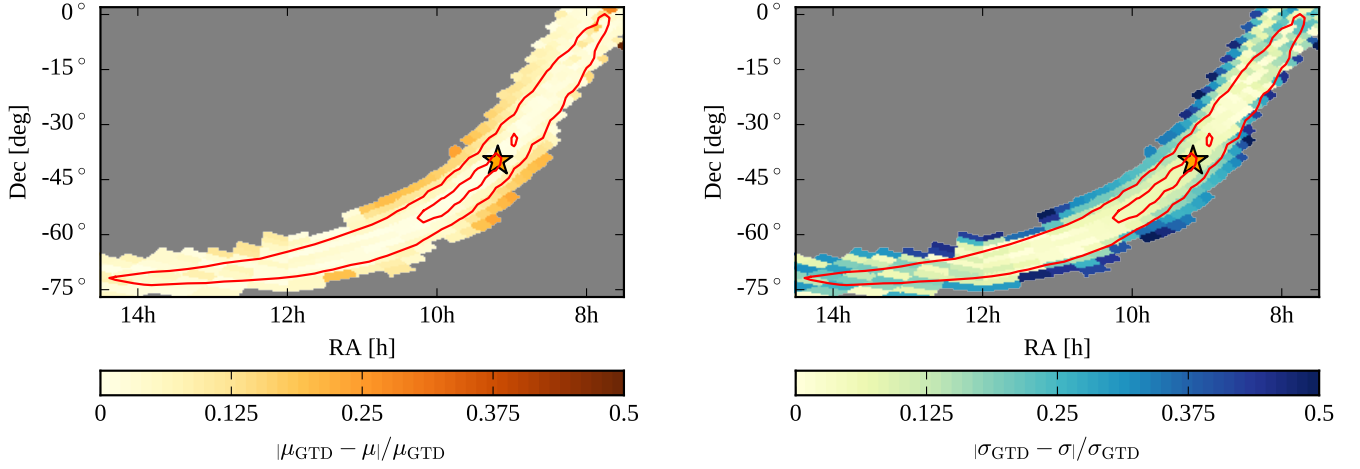 0°
-15°
-30°
-45°
-60°
-75°
Dec [deg]
14h 12h 10h 8h
RA [h]
0 0.125 0.25 0.375 0.5
|μGTD − μ|/μGTD
0°
-15°
-30°
-45°
-60°
-75°
Dec [deg]
14h 12h 10h 8h
RA [h]
0 0.125 0.25 0.375 0.5
|σGTD − σ|/σGTD